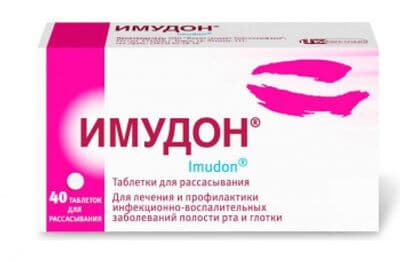 ИМУДОН®
Imudon®
Таблетки для рассасывания
Для лечения и профилактики
инфекционно-воспалительных
заболеваний полости рта и глотки
40 ТАБЛЕТОК
ДЛЯ
РАССАСЫВАНИЯ